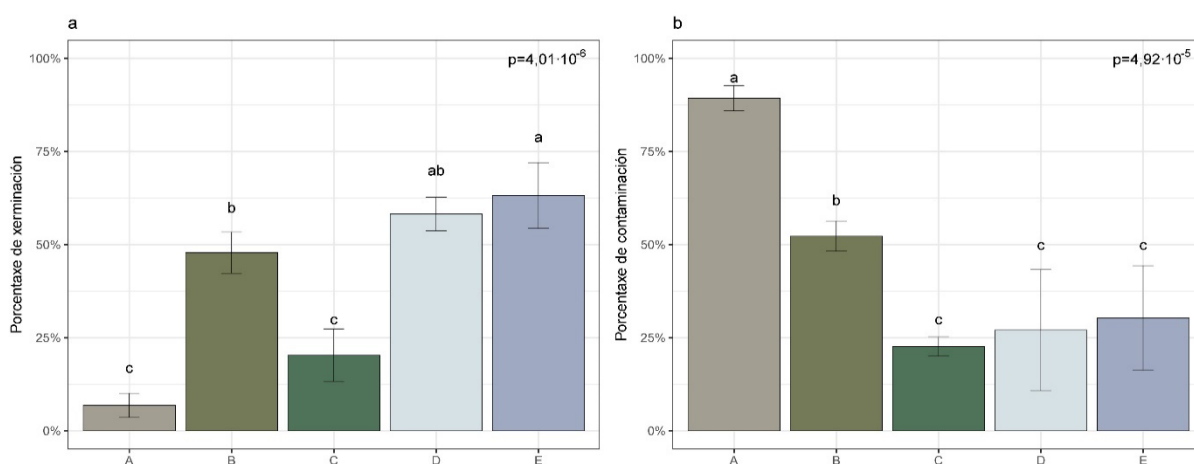 a
p=4,01·10⁻⁶
Porcentaxe de xerminación
100%
75%
50%
25%
0%
c
b
c
ab
a
A
B
C
D
E
b
p=4,92·10⁻⁵
Porcentaxe de contaminación
100%
75%
50%
25%
0%
a
b
c
c
c
A
B
C
D
E